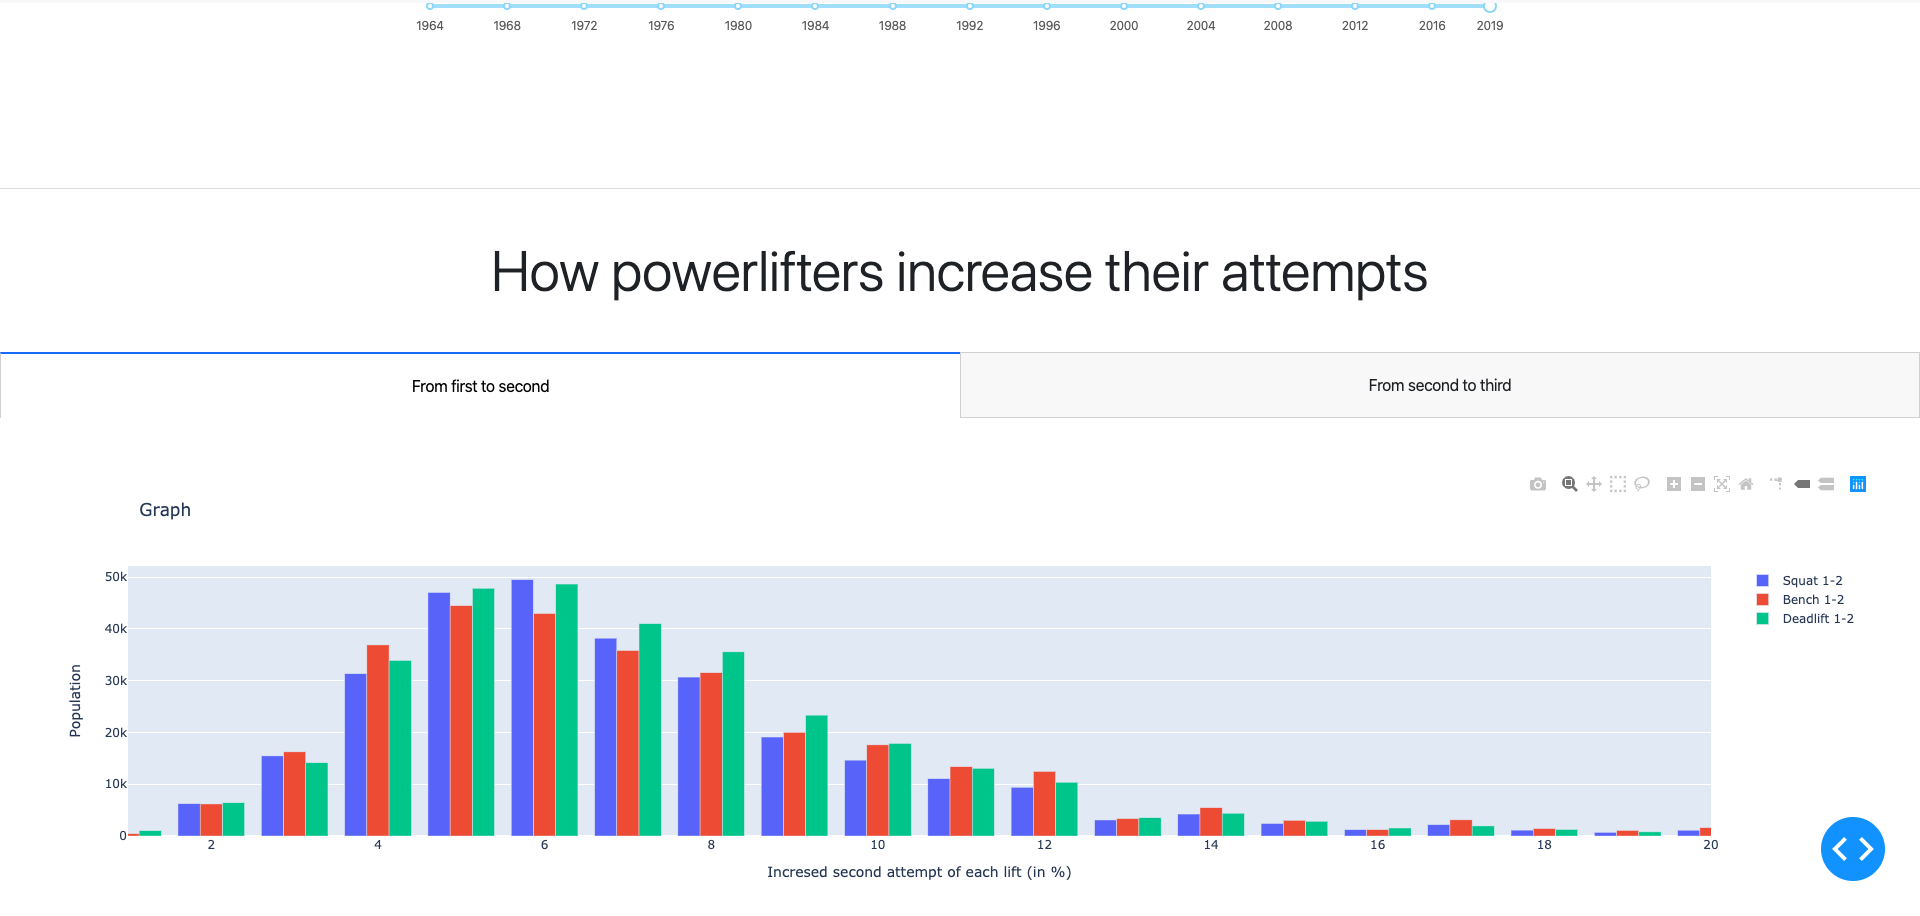 1964 1968 1972 1976 1980 1984 1988 1992 1996 2000 2004 2008 2012 2016 2019
How powerlifters increase their attempts
From first to second
From second to third
Graph
50k
40k
30k
20k
10k
0
Population
2 4 6 8 10 12 14 16 18 20
Incresed second attempt of each lift (in %)
Squat 1-2
Bench 1-2
Deadlift 1-2